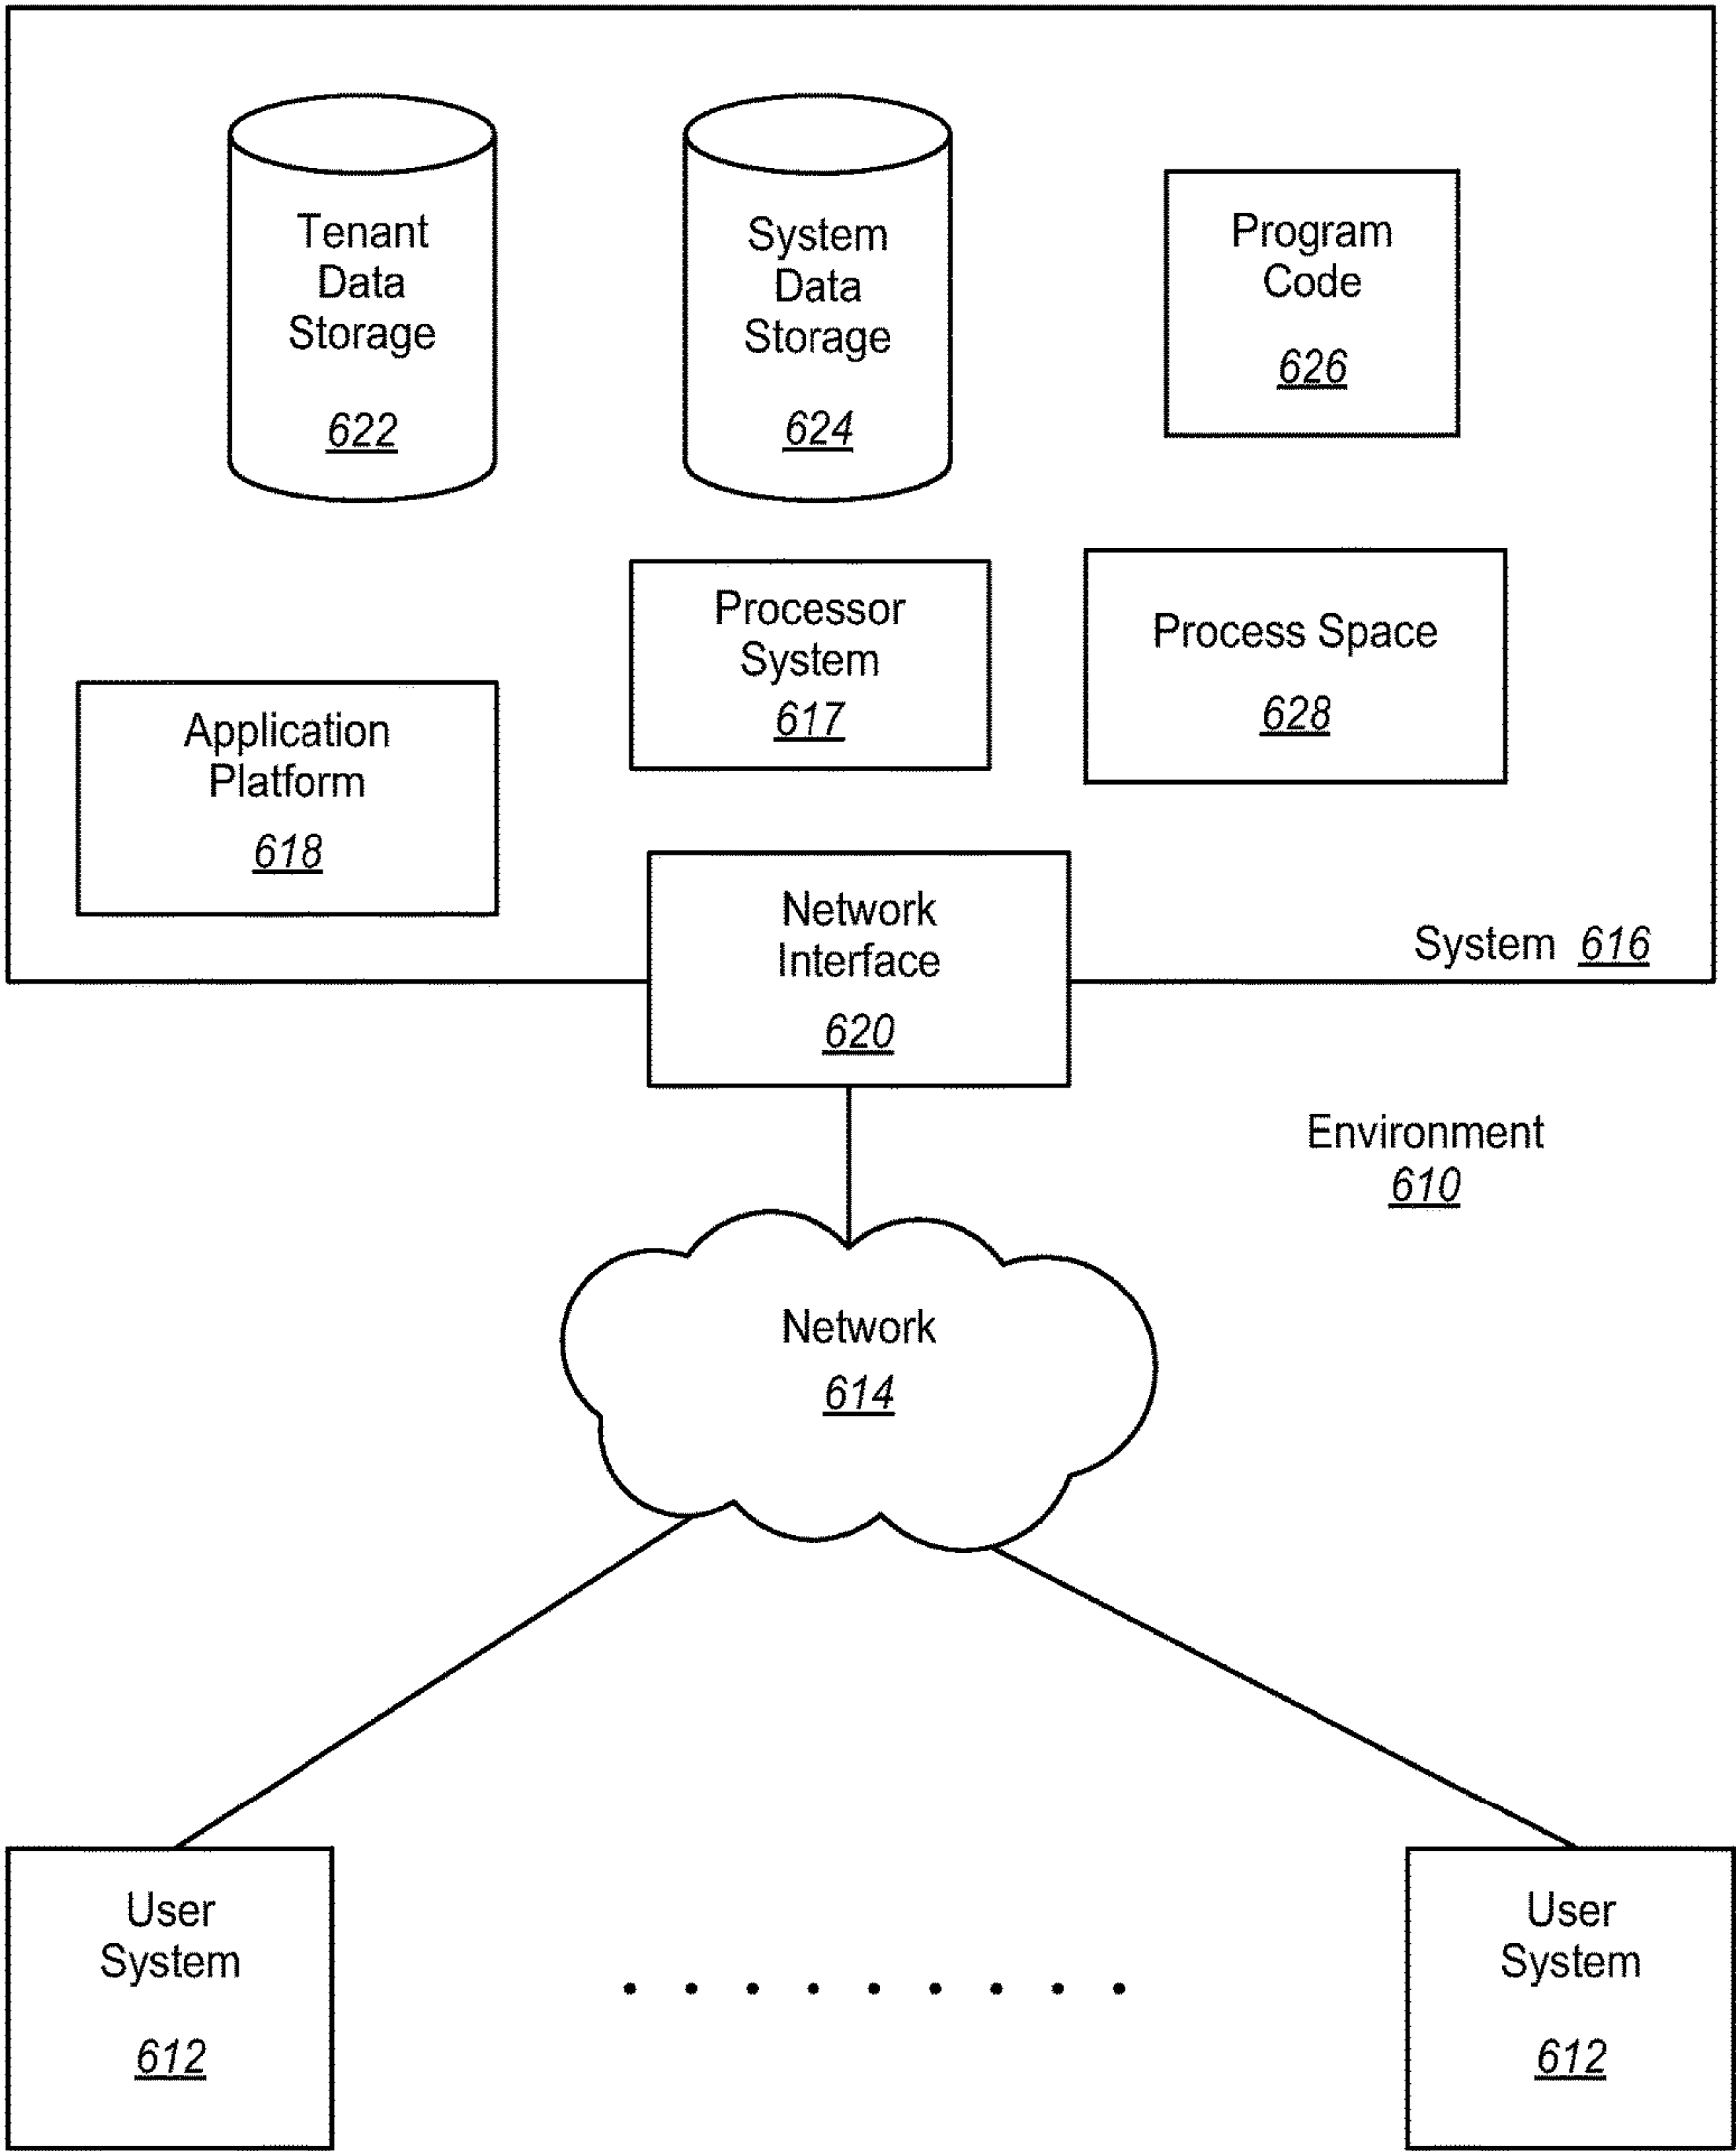 Tenant
Data
Storage
622
System
Data
Storage
624
Program
Code
626
Processor
System
617
Process Space
628
Application
Platform
618
Network
Interface
620
System 616
Environment
610
Network
614
User
System
612
User
System
612